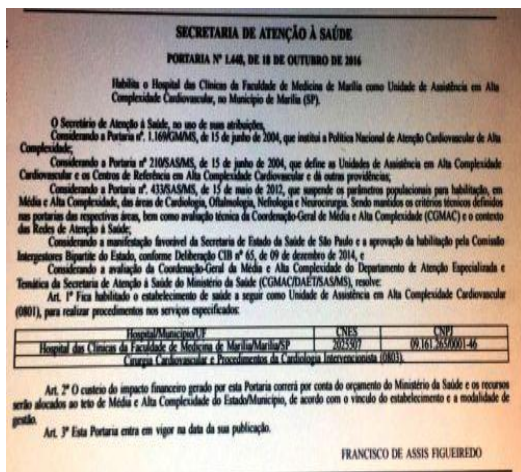 SECRETARIA DE ATENÇÃO À SAÚDE
PORTARIA Nº 1.440, DE 18 DE OUTUBRO DE 2016
Habilita o Hospital das Clínicas da Faculdade de Medicina de Marília como Unidade de Assistência em Alta
Complexidade Cardiovascular, no Município de Marília (SP).
O Secretário de Atenção à Saúde, no uso de suas atribuições,
Considerando a Portaria nº. 1.169/GM/MS, de 15 de junho de 2004, que institui a Política Nacional de Atenção Cardiovascular de Alta
Complexidade;
Considerando a Portaria nº 210/SAS/MS, de 15 de junho de 2004, que define as Unidades de Assistência em Alta Complexidade
Cardiovascular e os Centros de Referência em Alta Complexidade Cardiovascular e dá outras providências;
Considerando a Portaria nº. 433/SAS/MS, de 15 de maio de 2012, que suspende os parâmetros populacionais para habilitação, em
Média e Alta Complexidade, das áreas de Cardiologia, Oftalmologia, Nefrologia e Neurocirurgia. Sendo mantidos os critérios técnicos definidos
nas portarias das respectivas áreas, bem como avaliação técnica da Coordenação-Geral de Média e Alta Complexidade (CGMAC) e o contexto
das Redes de Atenção à Saúde;
Considerando a manifestação favorável da Secretaria de Estado da Saúde de São Paulo e a aprovação da habilitação pela Comissão
Intergestores Bipartite do Estado, conforme Deliberação CIB nº 65, de 09 de dezembro de 2014, e
Considerando a avaliação da Coordenação-Geral da Média e Alta Complexidade do Departamento de Atenção Especializada e
Temática da Secretaria de Atenção à Saúde do Ministério da Saúde (CGMAC/DAET/SAS/MS), resolve:
Art. 1º Fica habilitado o estabelecimento de saúde a seguir como Unidade de Assistência em Alta Complexidade Cardiovascular
(0801), para realizar procedimentos nos serviços especificados:
Hospital/Município/UF CNES CNPJ
Hospital das Clínicas da Faculdade de Medicina de Marília/Marília/SP 2025507 09.161.265/0001-46
Cirurgia Cardiovascular e Procedimentos da Cardiologia Intervencionista (0803).
Art. 2º O custeio do impacto financeiro gerado por esta Portaria correrá por conta do orçamento do Ministério da Saúde e os recursos
serão alocados ao teto de Média e Alta Complexidade do Estado/Município, de acordo com o vínculo do estabelecimento e a modalidade de
gestão.
Art. 3º Esta Portaria entra em vigor na data da sua publicação.
FRANCISCO DE ASSIS FIGUEIREDO